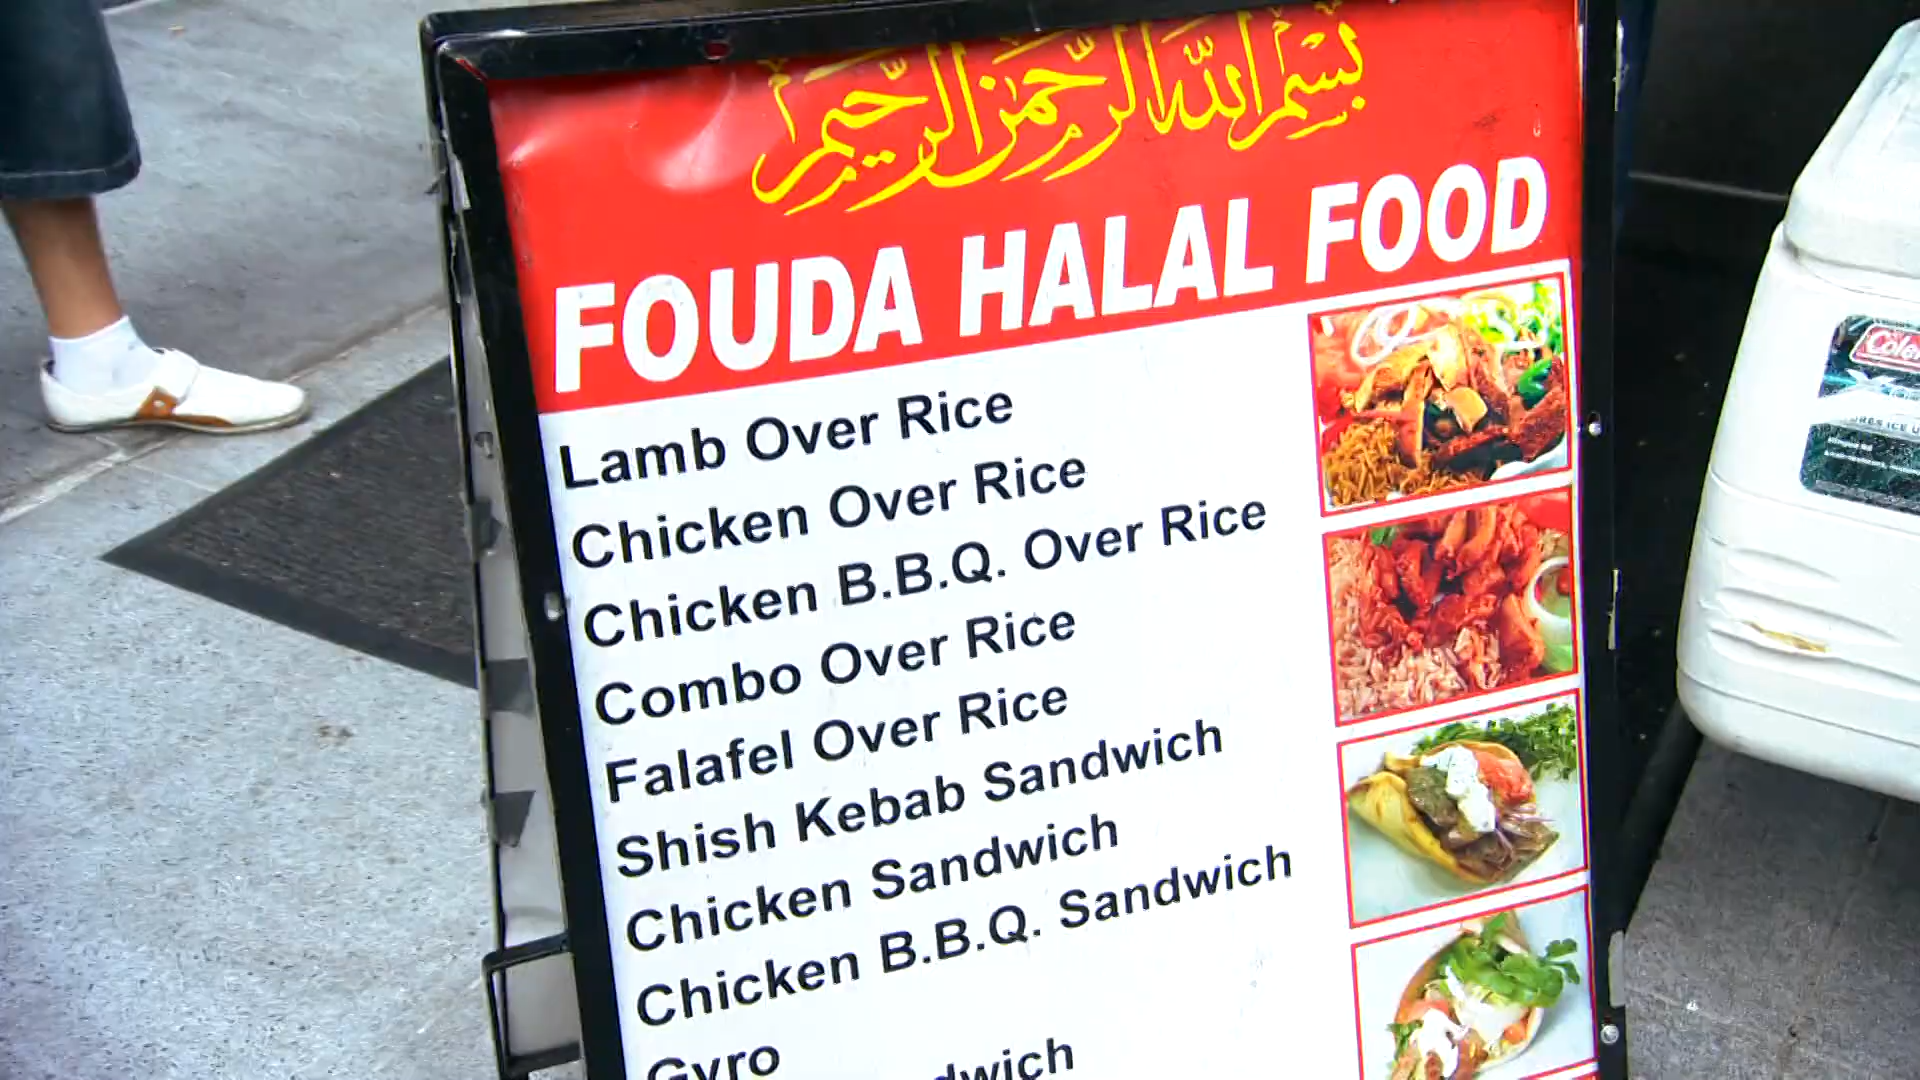 بسم الله الرحمن الرحيم
FOUDA HALAL FOOD
Lamb Over Rice
Chicken Over Rice
Chicken B.B.Q. Over Rice
Combo Over Rice
Falafel Over Rice
Shish Kebab Sandwich
Chicken Sandwich
Chicken B.B.Q. Sandwich
Gyro